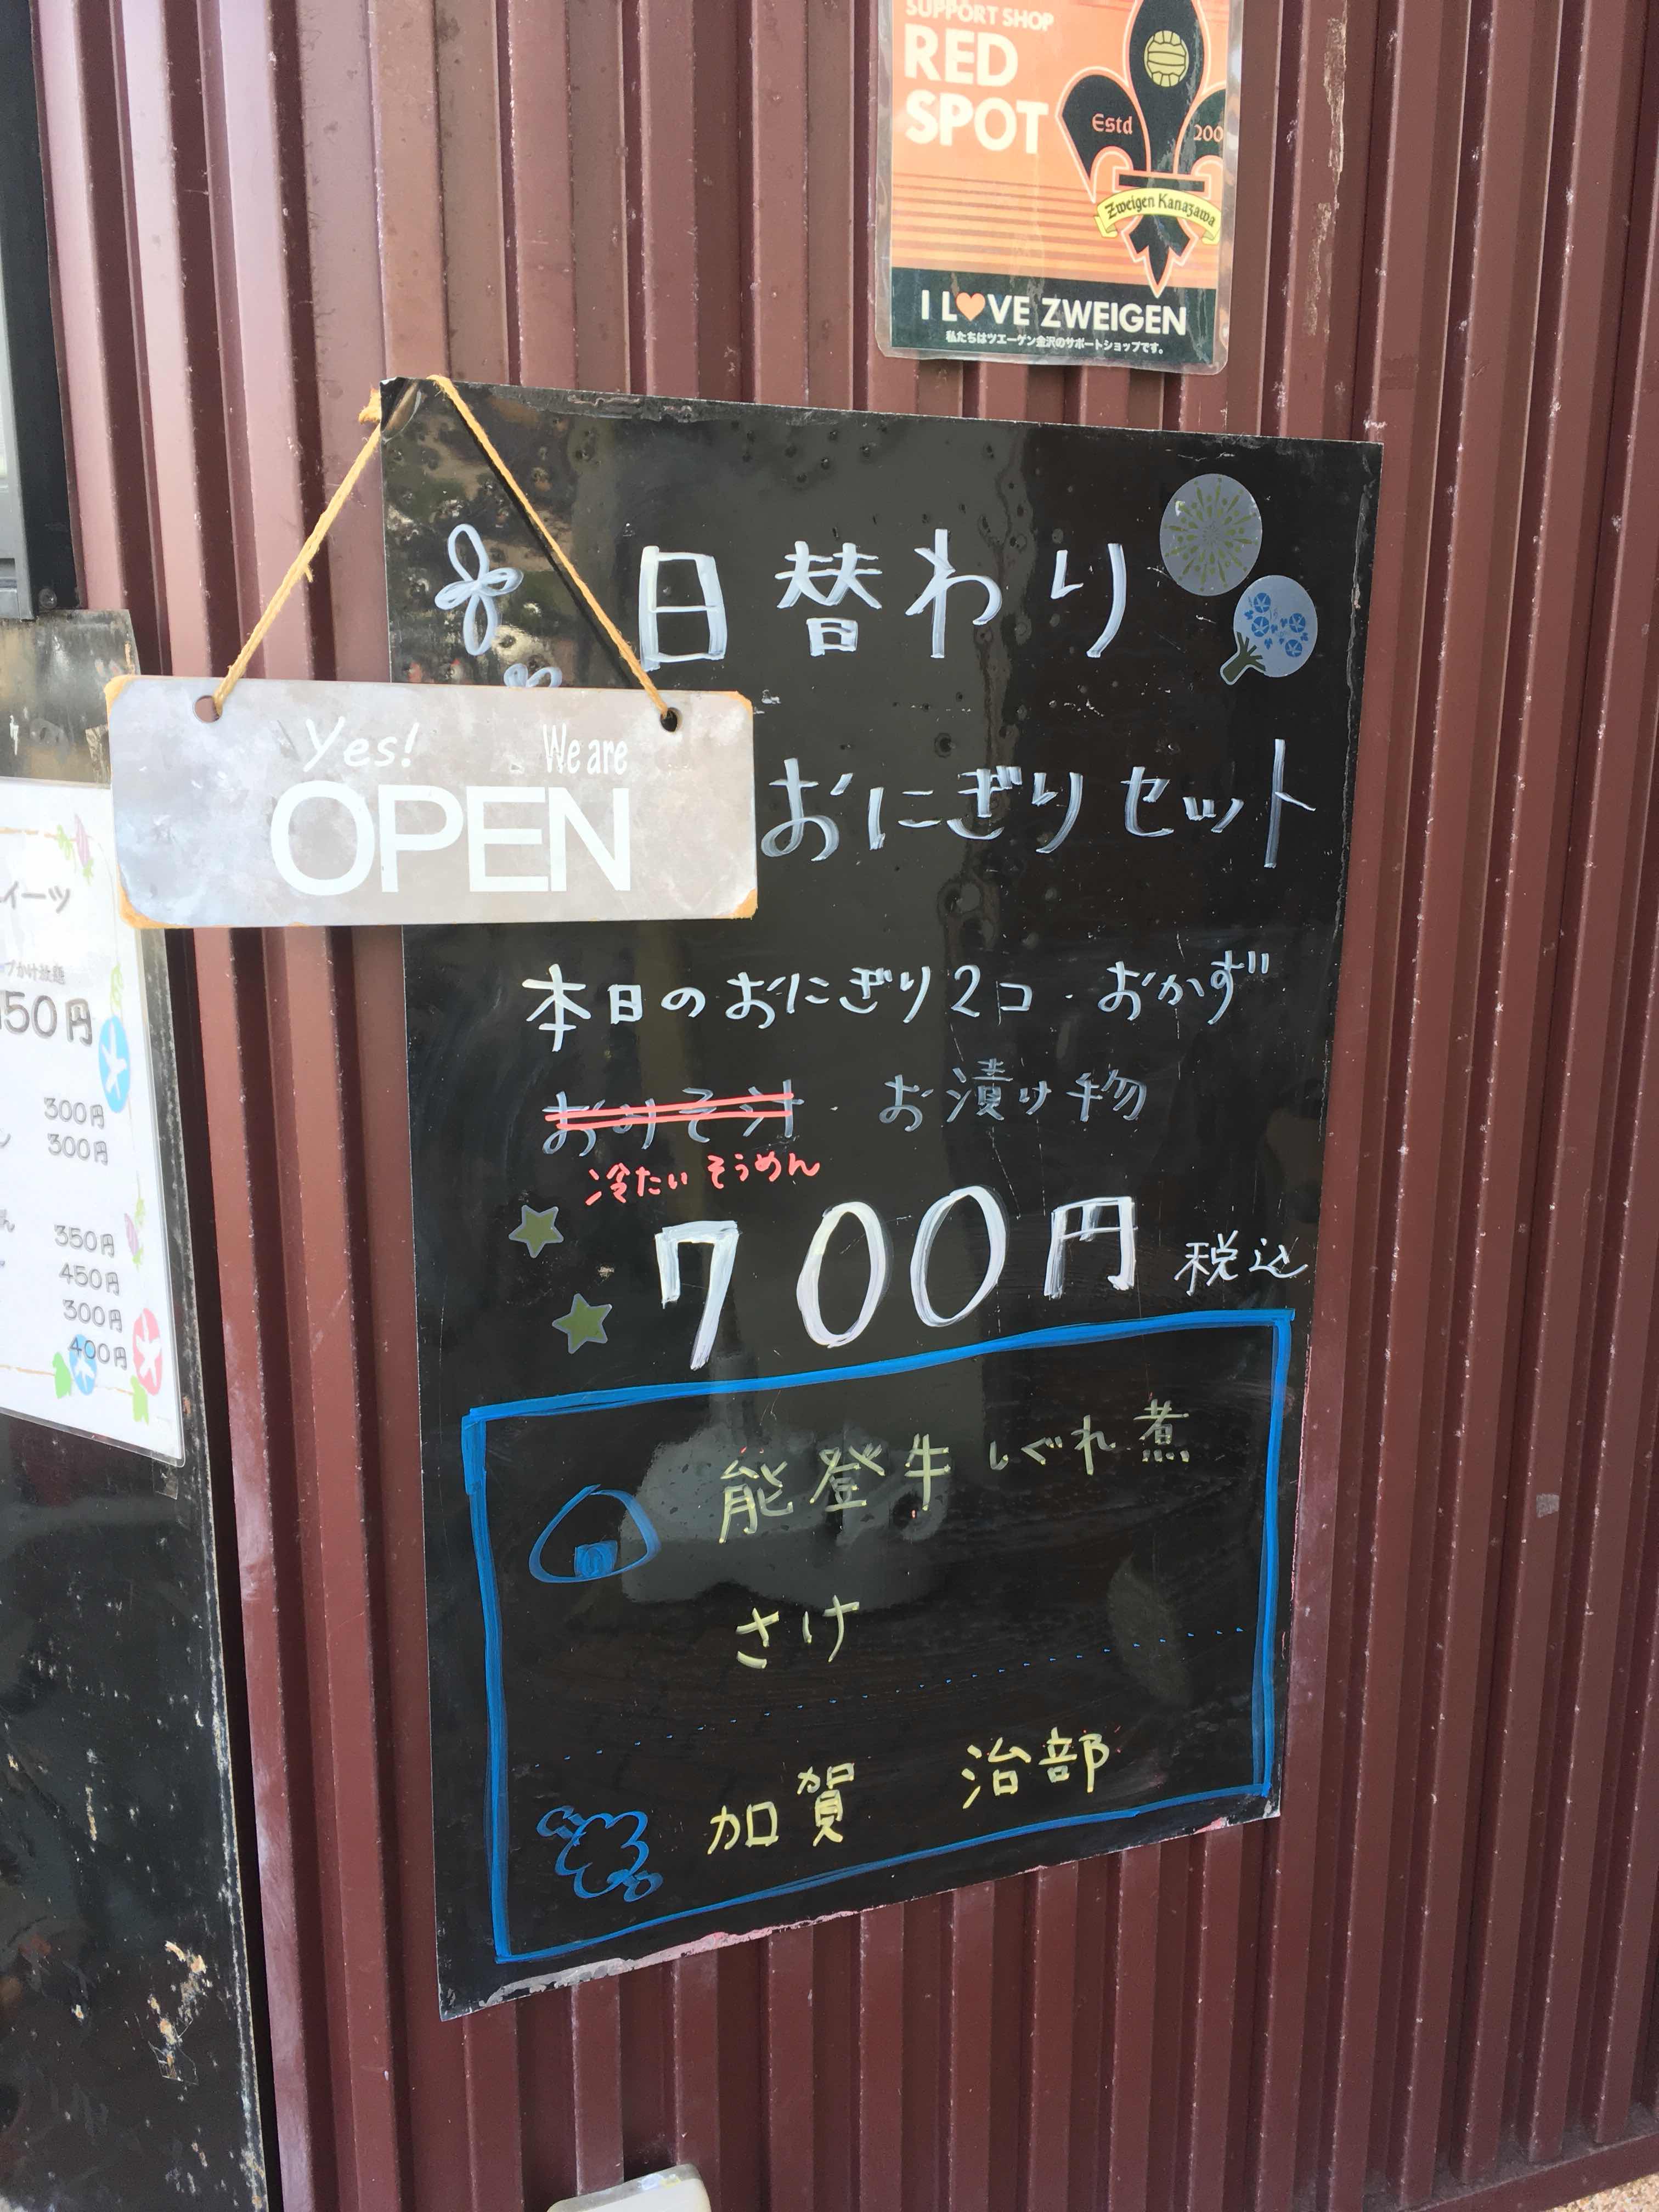 SUPPORT SHOP
RED
SPOT
Estd 200
Zweigen Kanazawa
I L♥VE ZWEIGEN
私たちはツエーゲン金沢のサポートショップです。
日替わり
Yes! We are
OPEN
おにぎりセット
本日のおにぎり2コ・おかず
おみそ汁・お漬け物
冷たいそうめん
700円 税込
能登牛しぐれ煮
さけ
加賀 治部
イーツ
プかけ放題
50円
300円
300円
350円
450円
300円
400円